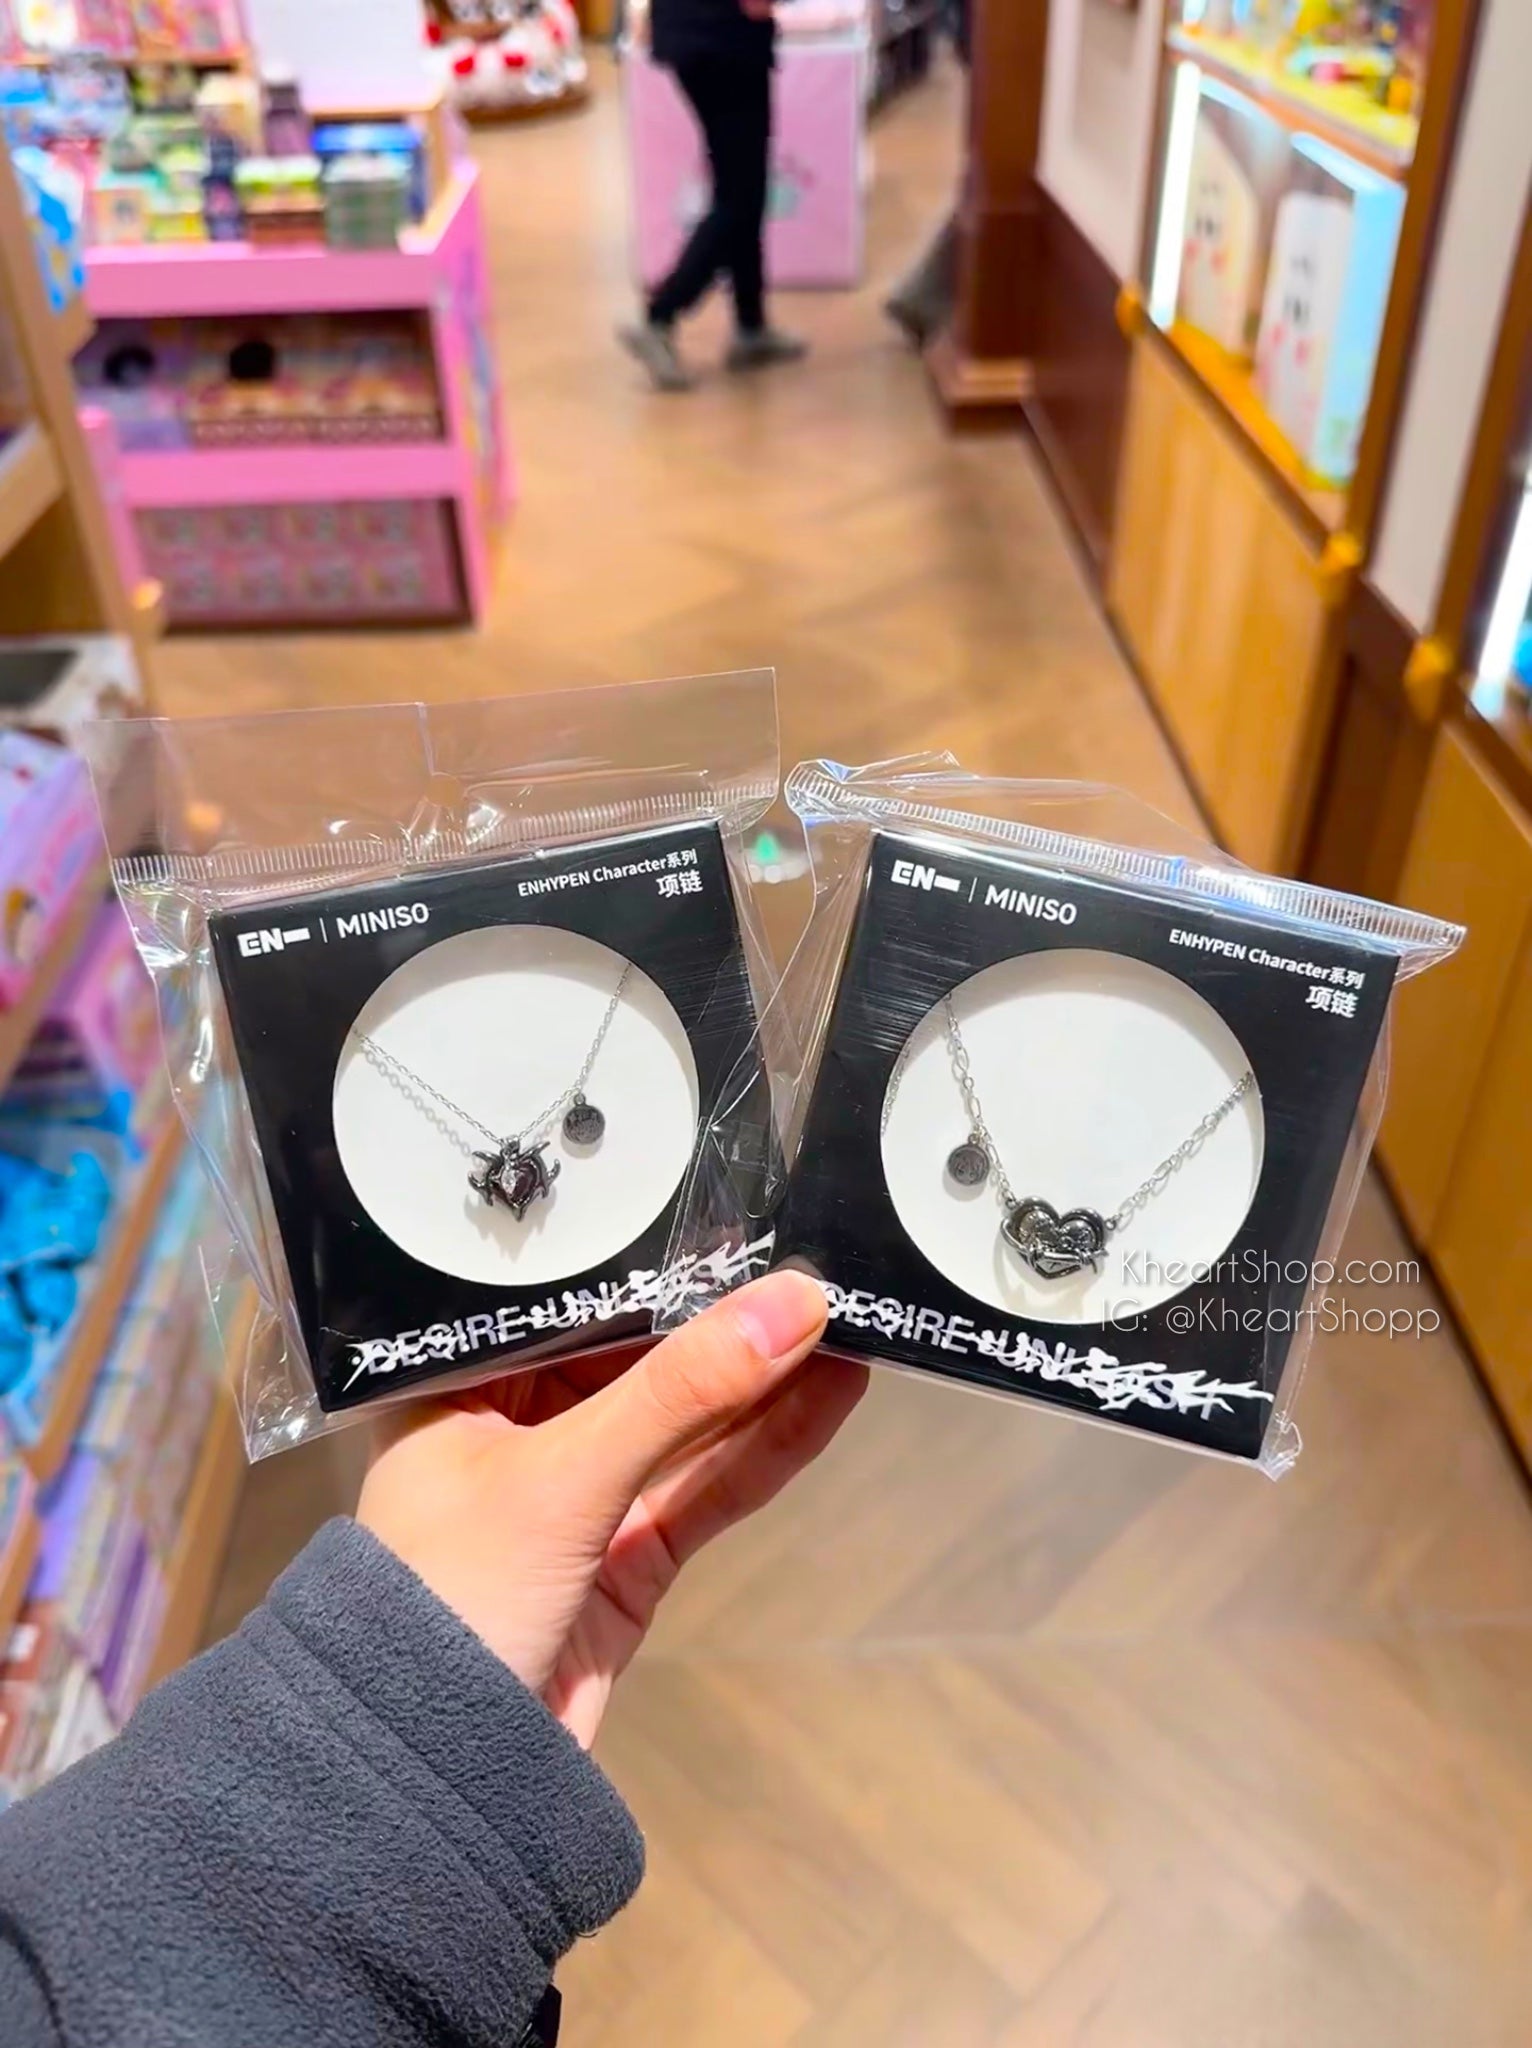 EN- | MINISO
ENHYPEN Character系列
项链
DESIRE : UNLEASH
EN- | MINISO
ENHYPEN Character系列
项链
DESIRE : UNLEASH
KheartShop.com
IG: @KheartShopp